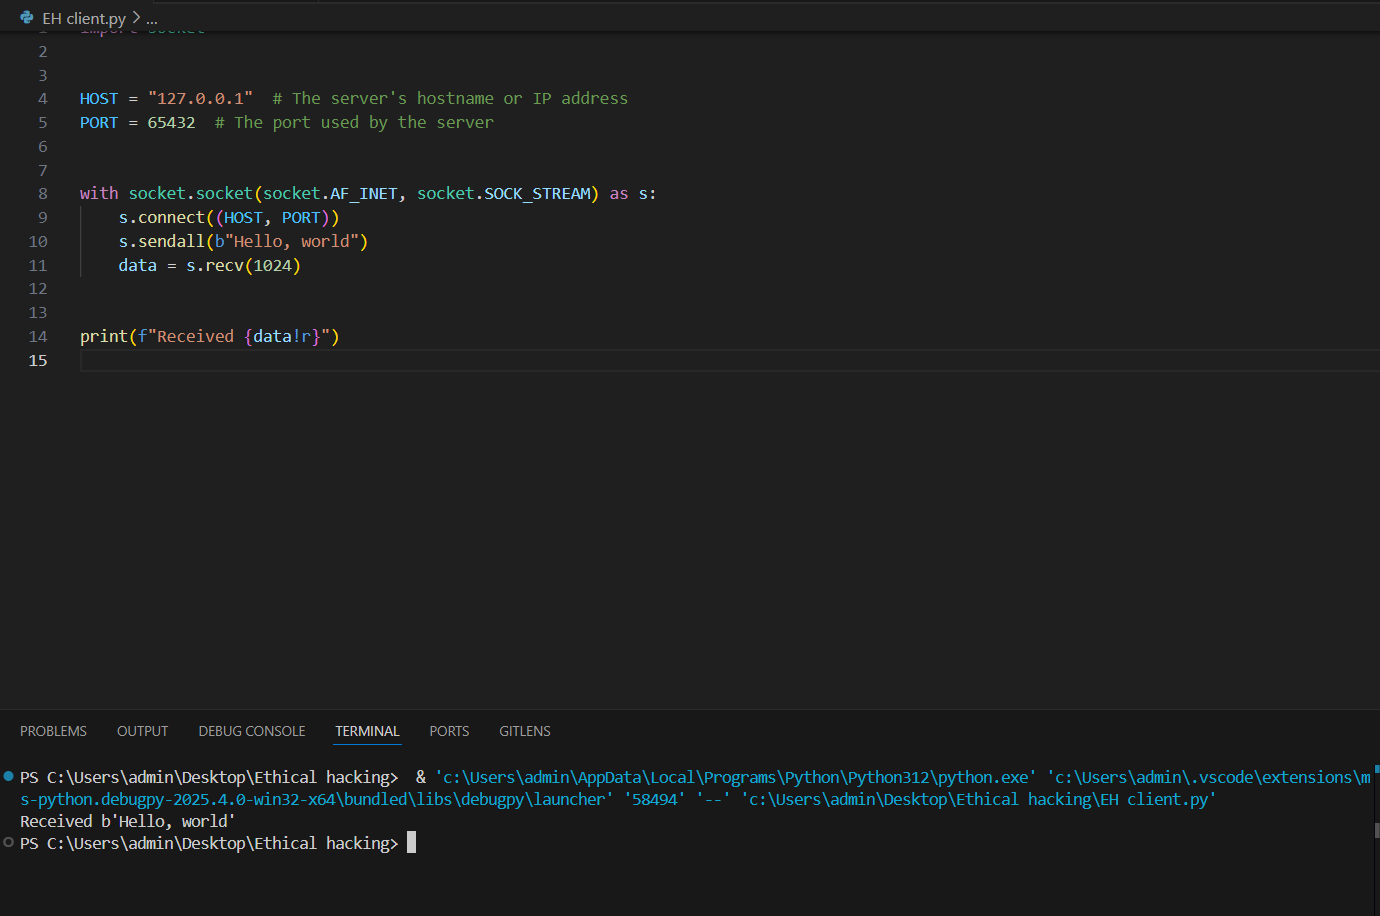 EH client.py > ...
1 import socket
2
3
4 HOST = "127.0.0.1"  # The server's hostname or IP address
5 PORT = 65432  # The port used by the server
6
7
8 with socket.socket(socket.AF_INET, socket.SOCK_STREAM) as s:
9     s.connect((HOST, PORT))
10     s.sendall(b"Hello, world")
11     data = s.recv(1024)
12
13
14 print(f"Received {data!r}")
15
PROBLEMS OUTPUT DEBUG CONSOLE TERMINAL PORTS GITLENS
PS C:\Users\admin\Desktop\Ethical hacking>  & 'c:\Users\admin\AppData\Local\Programs\Python\Python312\python.exe' 'c:\Users\admin\.vscode\extensions\m
s-python.debugpy-2025.4.0-win32-x64\bundled\libs\debugpy\launcher' '58494' '--' 'c:\Users\admin\Desktop\Ethical hacking\EH client.py'
Received b'Hello, world'
PS C:\Users\admin\Desktop\Ethical hacking>